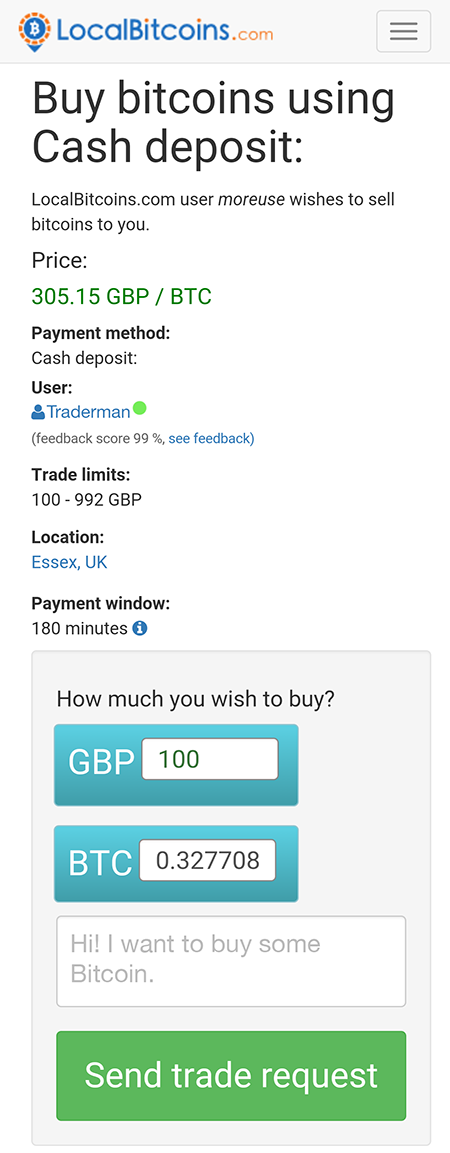 LocalBitcoins.com
Buy bitcoins using
Cash deposit:
LocalBitcoins.com user moreuse wishes to sell
bitcoins to you.
Price:
305.15 GBP / BTC
Payment method:
Cash deposit:
User:
Traderman
(feedback score 99 %, see feedback)
Trade limits:
100 - 992 GBP
Location:
Essex, UK
Payment window:
180 minutes
How much you wish to buy?
GBP 100
BTC 0.327708
Hi! I want to buy some
Bitcoin.
Send trade request